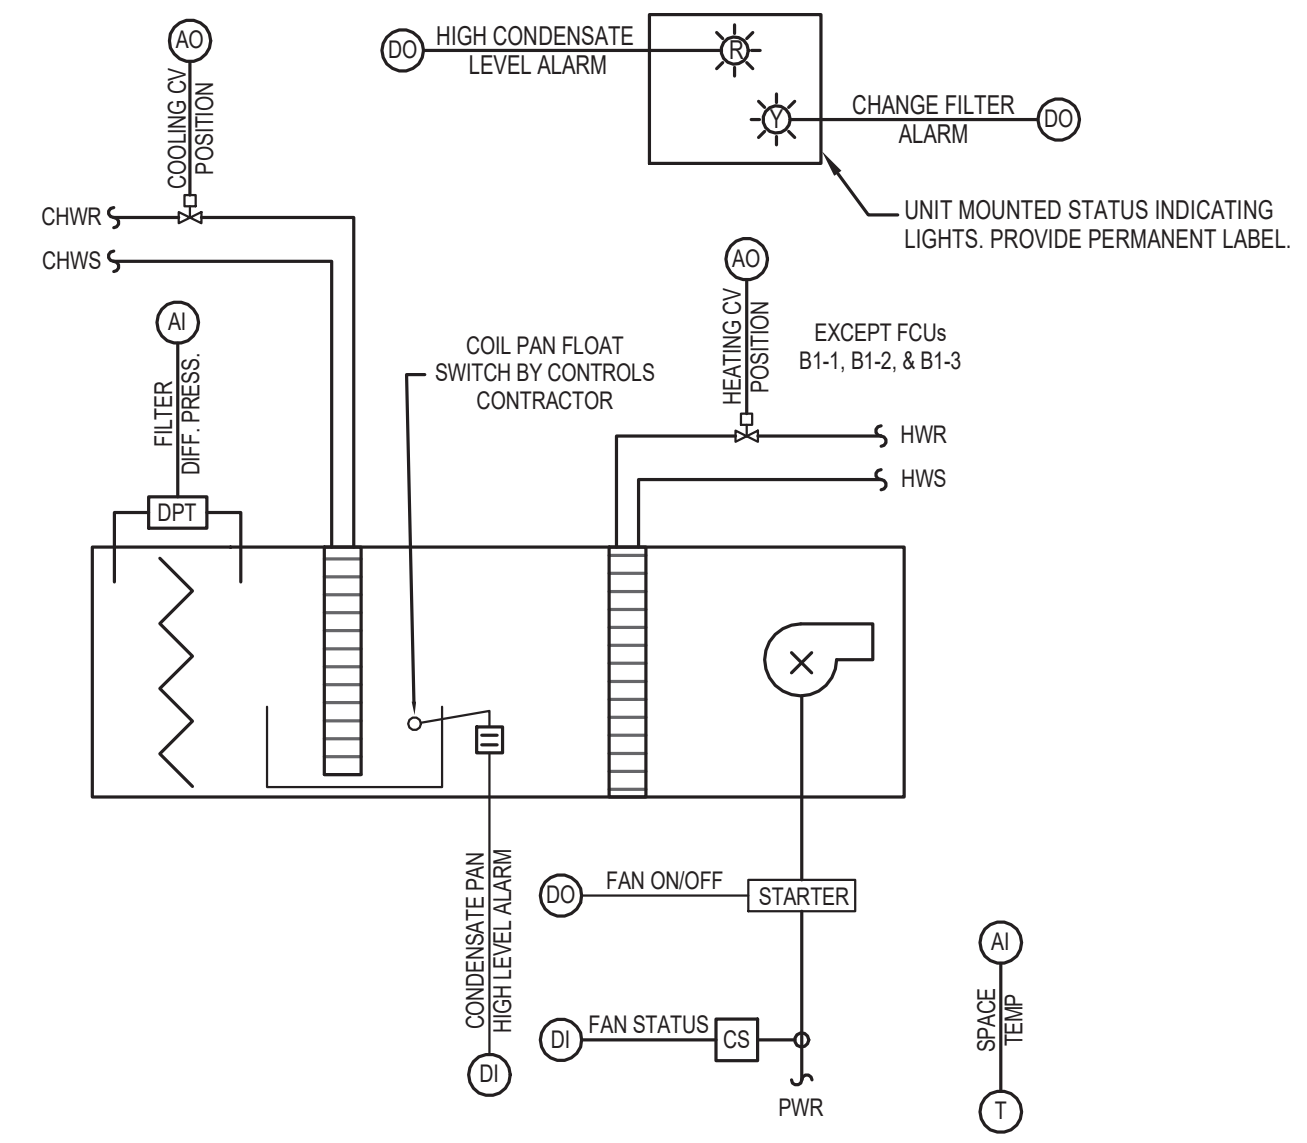 AO
COOLING CV
POSITION
DO
HIGH CONDENSATE
LEVEL ALARM
R
Y
CHANGE FILTER
ALARM
DO
UNIT MOUNTED STATUS INDICATING
LIGHTS. PROVIDE PERMANENT LABEL.
CHWR
CHWS
AI
FILTER
DIFF. PRESS.
DPT
COIL PAN FLOAT
SWITCH BY CONTROLS
CONTRACTOR
AO
HEATING CV
POSITION
EXCEPT FCUs
B1-1, B1-2, & B1-3
HWR
HWS
CONDENSATE PAN
HIGH LEVEL ALARM
DI
DO
FAN ON/OFF
STARTER
DI
FAN STATUS
CS
PWR
AI
SPACE
TEMP
T